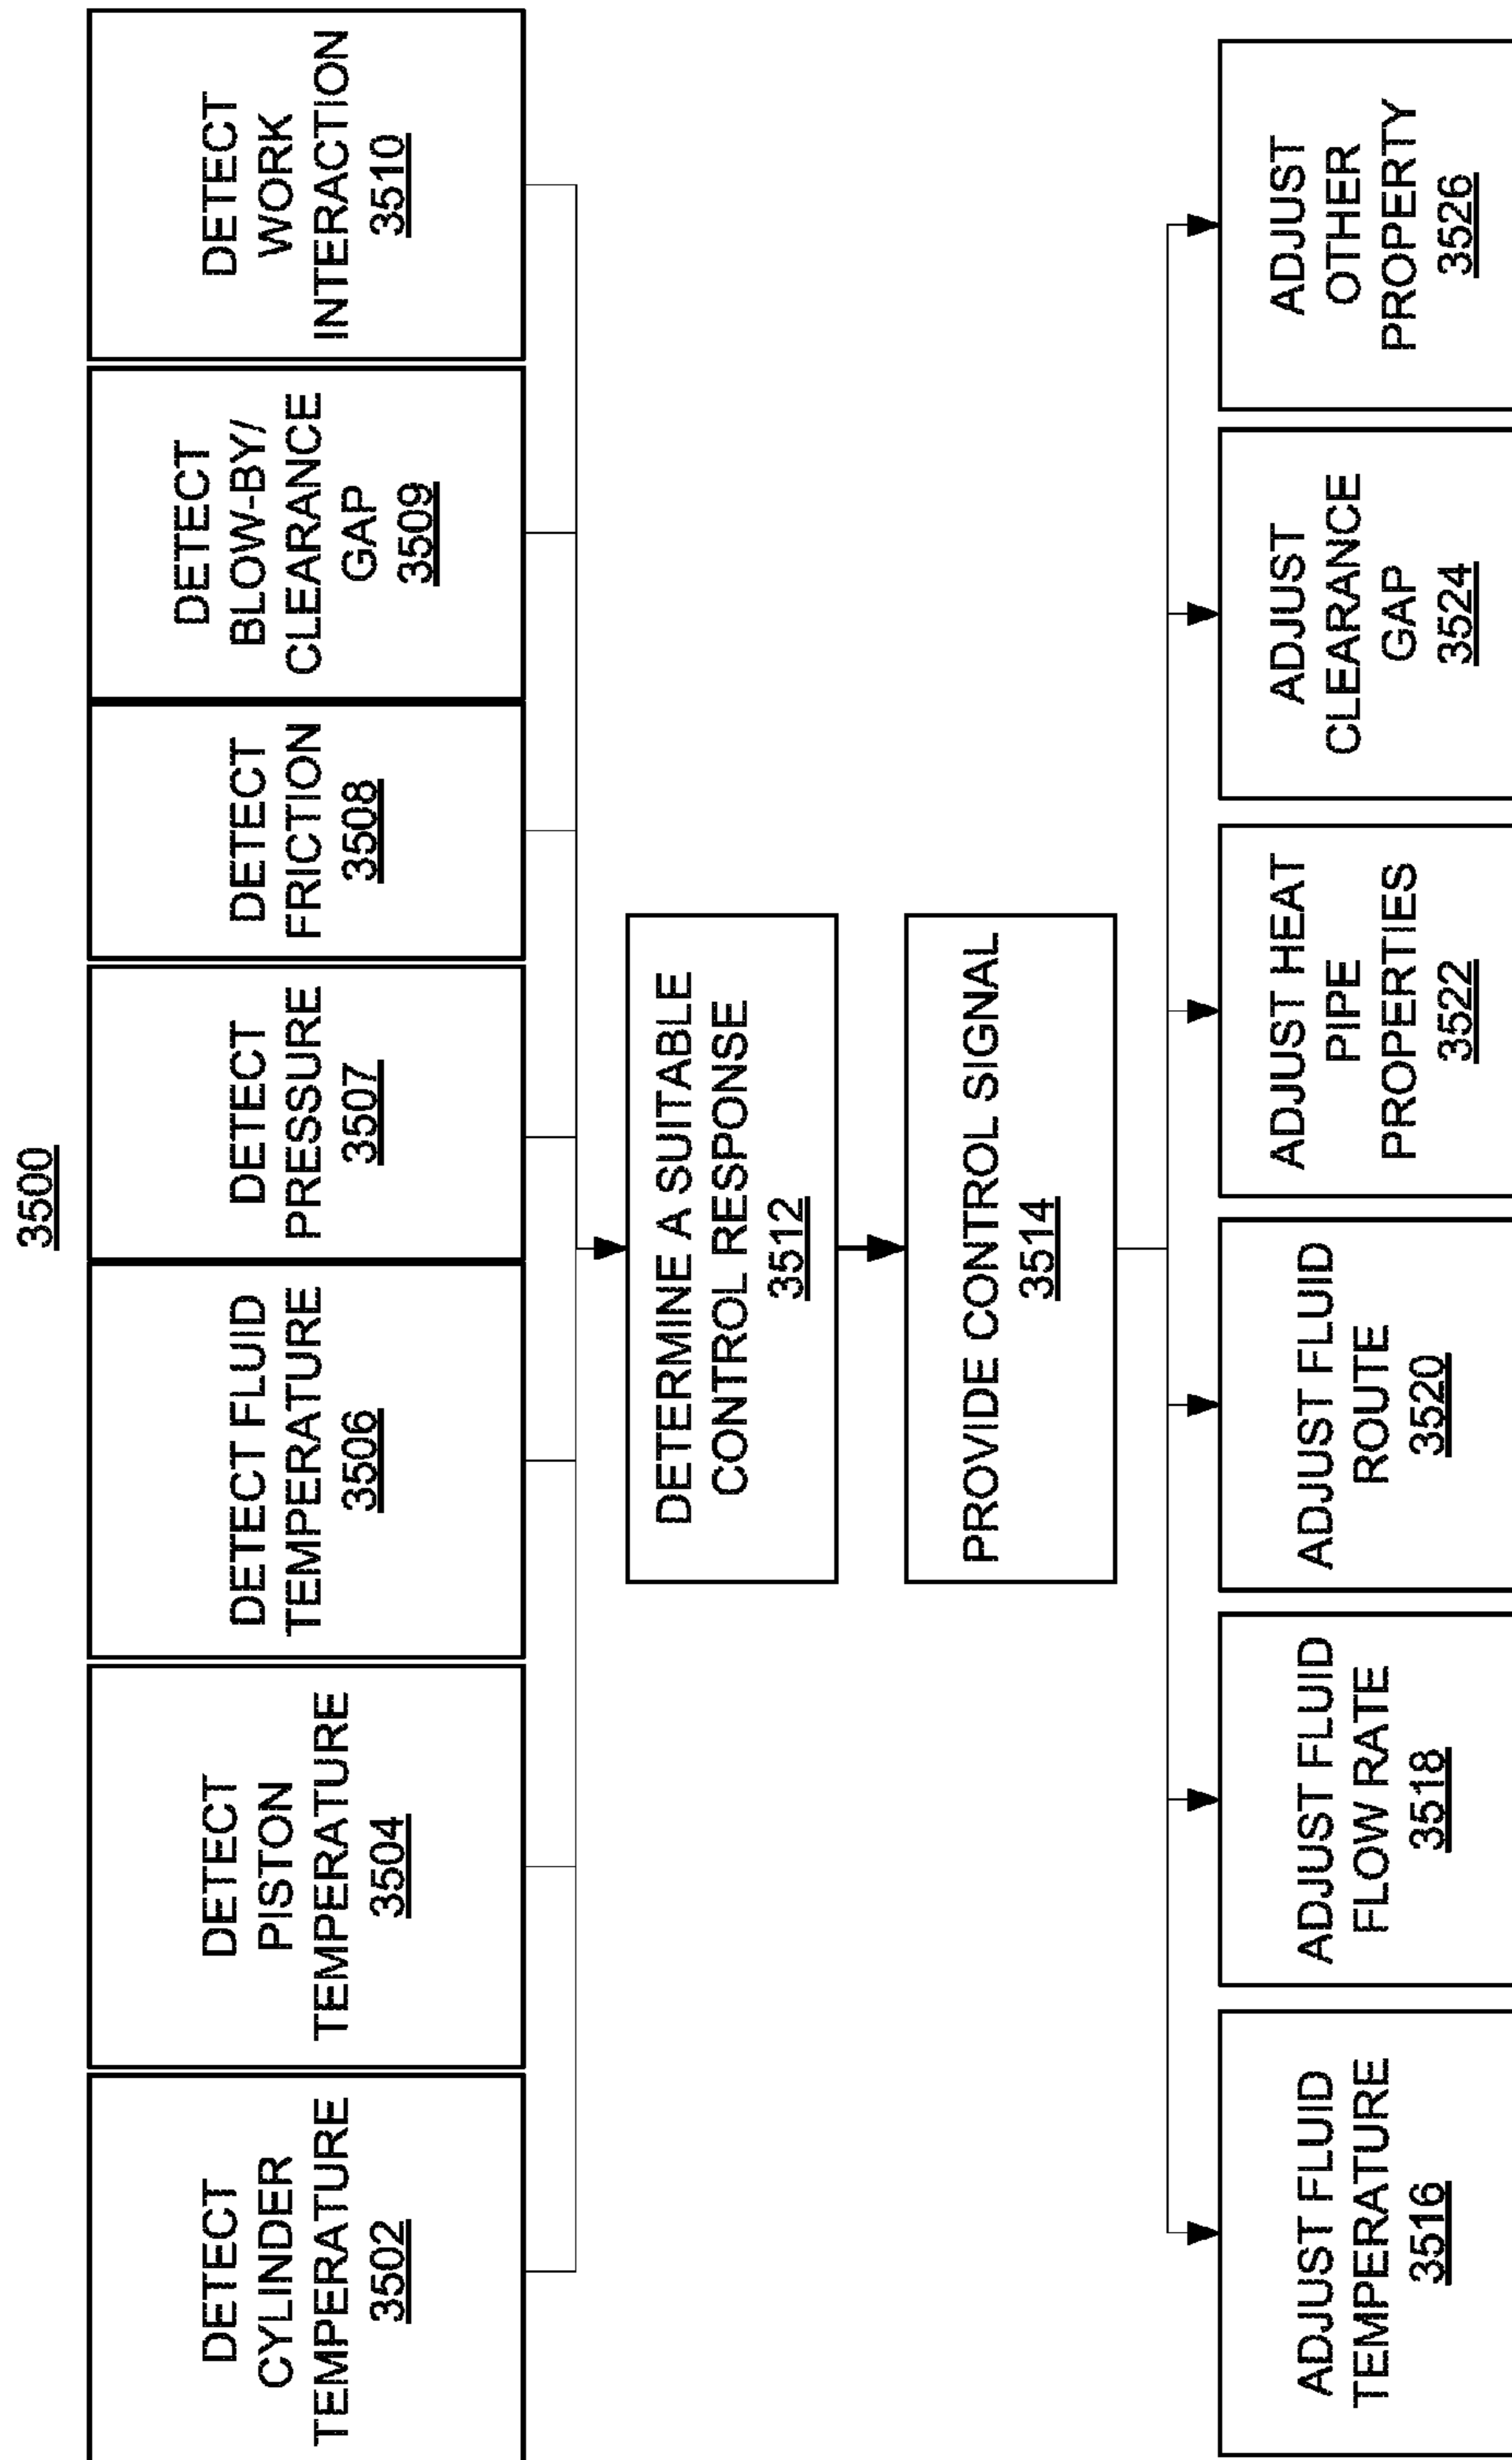 3500
DETECT
CYLINDER
TEMPERATURE
3502
DETECT
PISTON
TEMPERATURE
3504
DETECT FLUID
TEMPERATURE
3506
DETECT
PRESSURE
3507
DETECT
FRICTION
3508
DETECT
BLOW-BY/
CLEARANCE
GAP
3509
DETECT
WORK
INTERACTION
3510
DETERMINE A SUITABLE
CONTROL RESPONSE
3512
PROVIDE CONTROL SIGNAL
3514
ADJUST FLUID
TEMPERATURE
3516
ADJUST FLUID
FLOW RATE
3518
ADJUST FLUID
ROUTE
3520
ADJUST HEAT
PIPE
PROPERTIES
3522
ADJUST
CLEARANCE
GAP
3524
ADJUST
OTHER
PROPERTY
3526